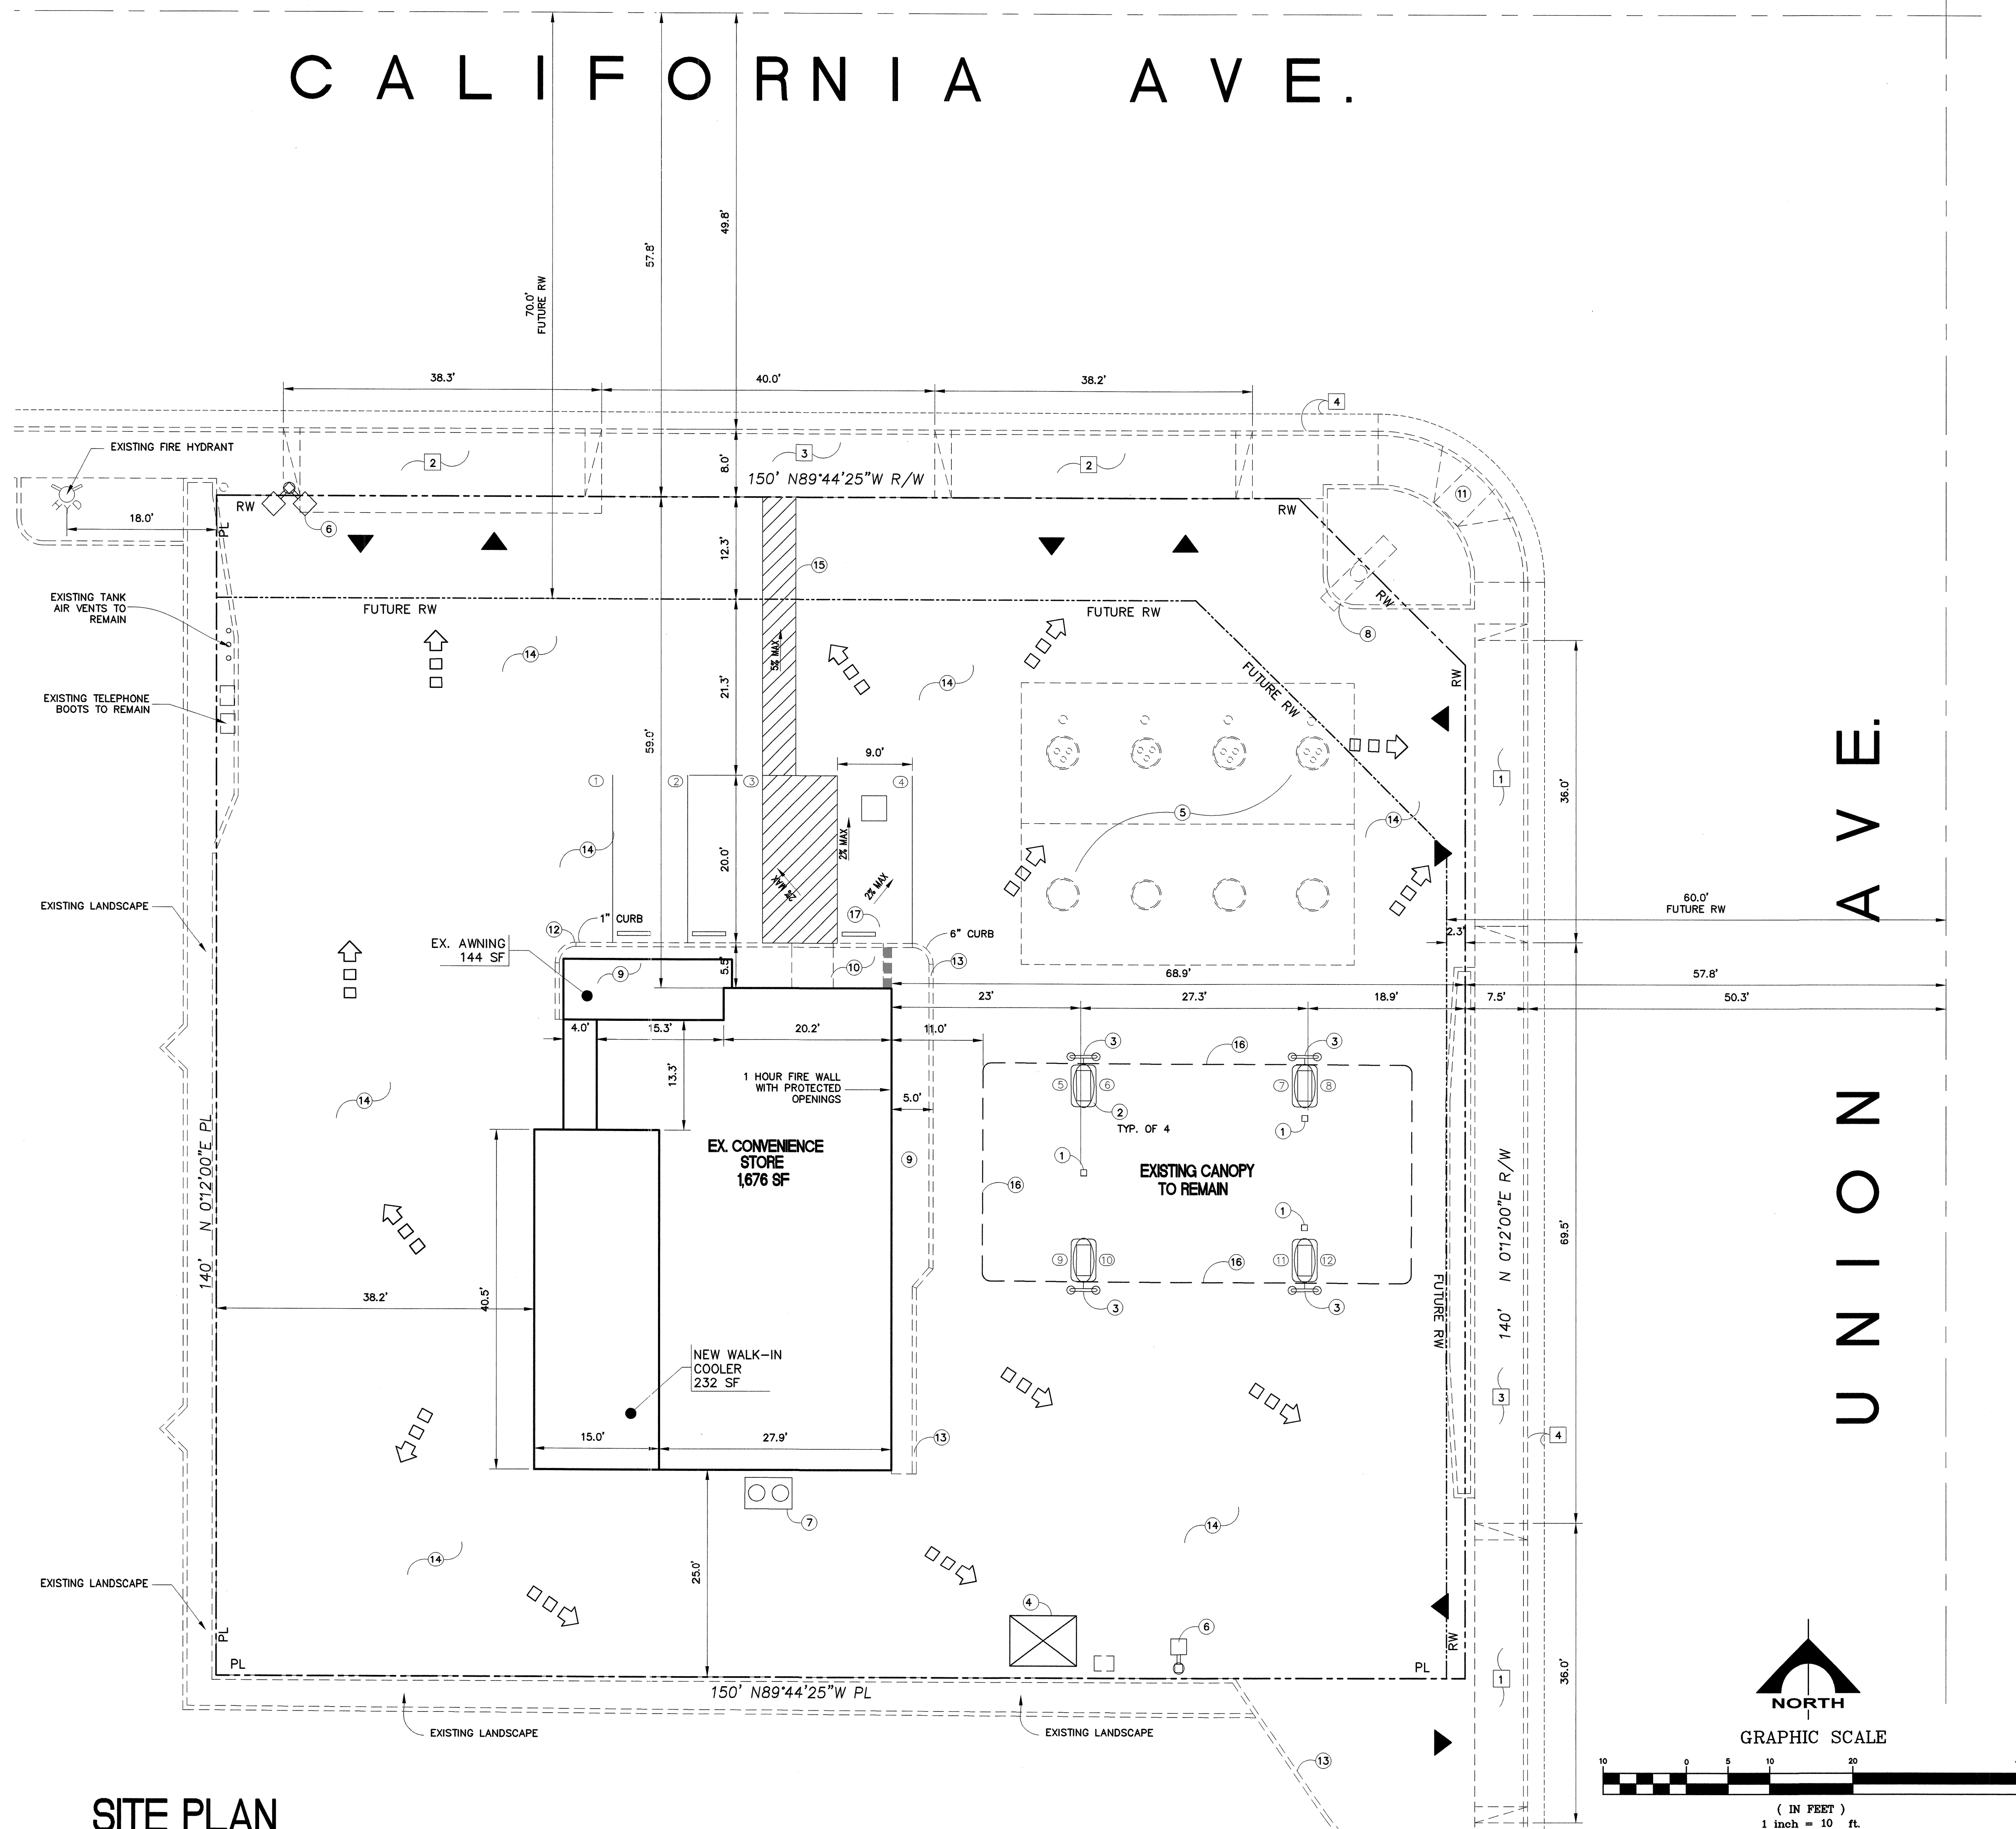 CALIFORNIA AVE.
49.8'
57.8'
70.0'
FUTURE RW
38.3'
40.0'
38.2'
4
EXISTING FIRE HYDRANT
2
3
2
8.0'
150' N89°44'25"W R/W
11
18.0'
PL
RW
6
RW
12.3'
15
RW
8
EXISTING TANK
AIR VENTS TO
REMAIN
FUTURE RW
FUTURE RW
14
5% MAX
14
21.3'
FUTURE RW
RW
EXISTING TELEPHONE
BOOTS TO REMAIN
59.0'
9.0'
1
36.0'
1
2
3
4
5
14
14
20.0'
2% MAX
2% MAX
2% MAX
EXISTING LANDSCAPE
60.0'
FUTURE RW
1" CURB
17
12
6" CURB
2.3'
EX. AWNING
144 SF
9
5.5'
10
13
68.9'
57.8'
23'
27.3'
18.9'
7.5'
50.3'
4.0'
15.3'
20.2'
11.0'
3
16
3
13.3'
1 HOUR FIRE WALL
WITH PROTECTED
OPENINGS
5
6
7
8
5.0'
2
TYP. OF 4
1
14
EX. CONVENIENCE
STORE
1,676 SF
9
1
EXISTING CANOPY
TO REMAIN
16
1
140' N 0°12'00"E PL
140' N 0°12'00"E R/W
69.5'
UNION AVE.
9
10
16
11
12
38.2'
40.5'
3
3
FUTURE RW
NEW WALK-IN
COOLER
232 SF
3
15.0'
27.9'
13
4
7
14
14
25.0'
EXISTING LANDSCAPE
4
6
PL
PL
PL
RW
36.0'
1
150' N89°44'25"W PL
EXISTING LANDSCAPE
EXISTING LANDSCAPE
13
NORTH
GRAPHIC SCALE
10 0 5 10 20
( IN FEET )
1 inch = 10 ft.
SITE PLAN